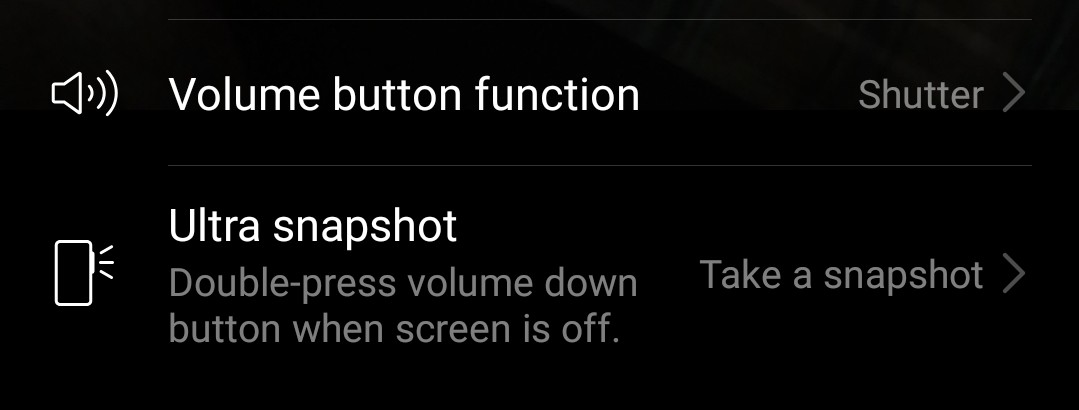 Volume button function
Shutter
Ultra snapshot
Double-press volume down
button when screen is off.
Take a snapshot